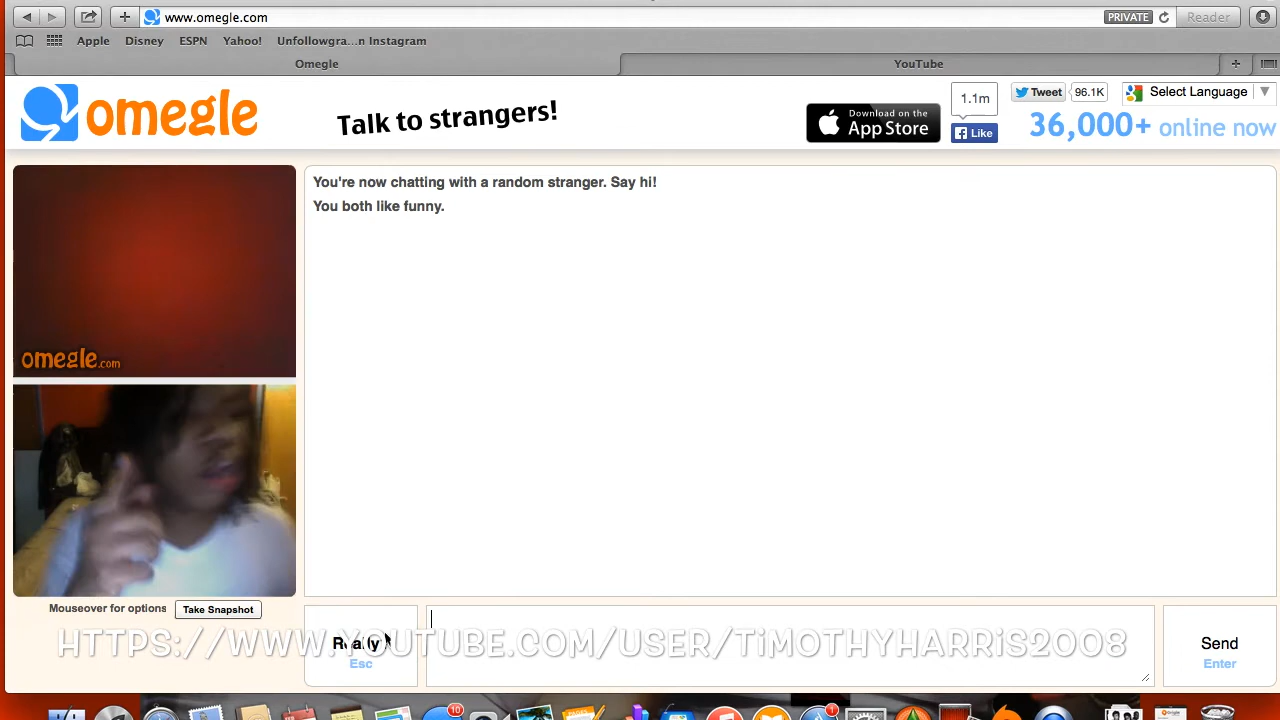 www.omegle.com
PRIVATE
Reader
Apple
Disney
ESPN
Yahoo!
Unfollowgra...n Instagram
Omegle
YouTube
omegle
Talk to strangers!
Download on the
App Store
1.1m
Like
Tweet
96.1K
Select Language
36,000+ online now
You're now chatting with a random stranger. Say hi!
You both like funny.
omegle.com
Mouseover for options
Take Snapshot
Really?
Esc
Send
Enter
HTTPS://WWW.YOUTUBE.COM/USER/TIMOTHYHARRIS2008
10
1